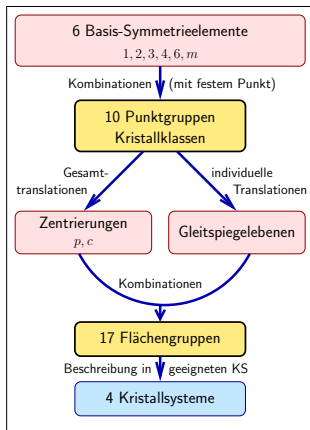 6 Basis-Symmetrieelemente
1, 2, 3, 4, 6, m
Kombinationen (mit festem Punkt)
10 Punktgruppen
Kristallklassen
Gesamt-
translationen
individuelle
Translationen
Zentrierungen
p, c
Gleitspiegelebenen
Kombinationen
17 Flächengruppen
Beschreibung in geeigneten KS
4 Kristallsysteme